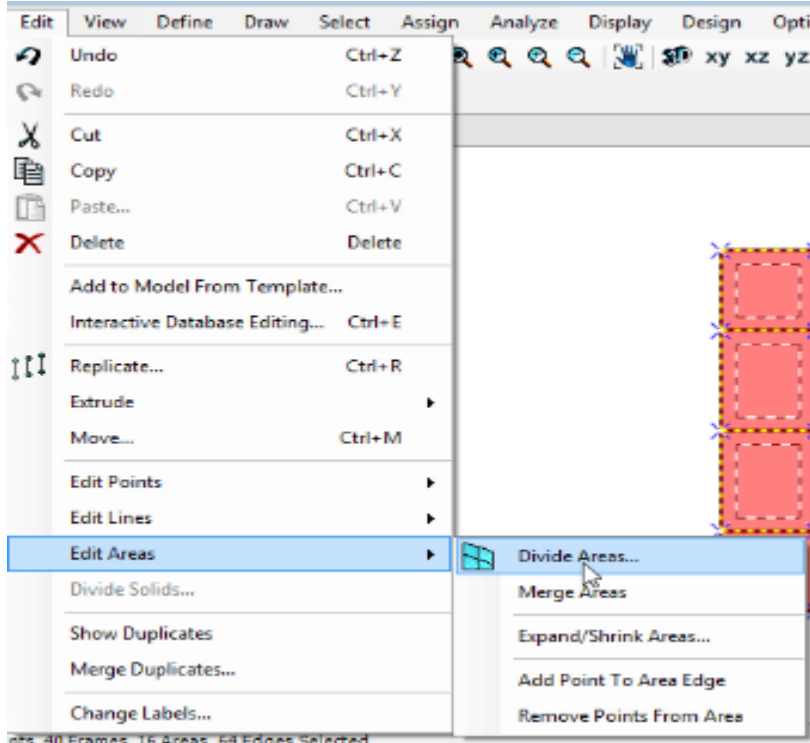 Edit View Define Draw Select Assign Analyze Display Design Opti
Undo Ctrl+Z
xy xz yz
Redo Ctrl+Y
Cut Ctrl+X
Copy Ctrl+C
Paste... Ctrl+V
Delete Delete
Add to Model From Template...
Interactive Database Editing... Ctrl+E
Replicate... Ctrl+R
Extrude
Move... Ctrl+M
Edit Points
Edit Lines
Edit Areas
Divide Solids...
Show Duplicates
Merge Duplicates...
Change Labels...
Divide Areas...
Merge Areas
Expand/Shrink Areas...
Add Point To Area Edge
Remove Points From Area
40 Frames, 16 Areas, 64 Edges Selected